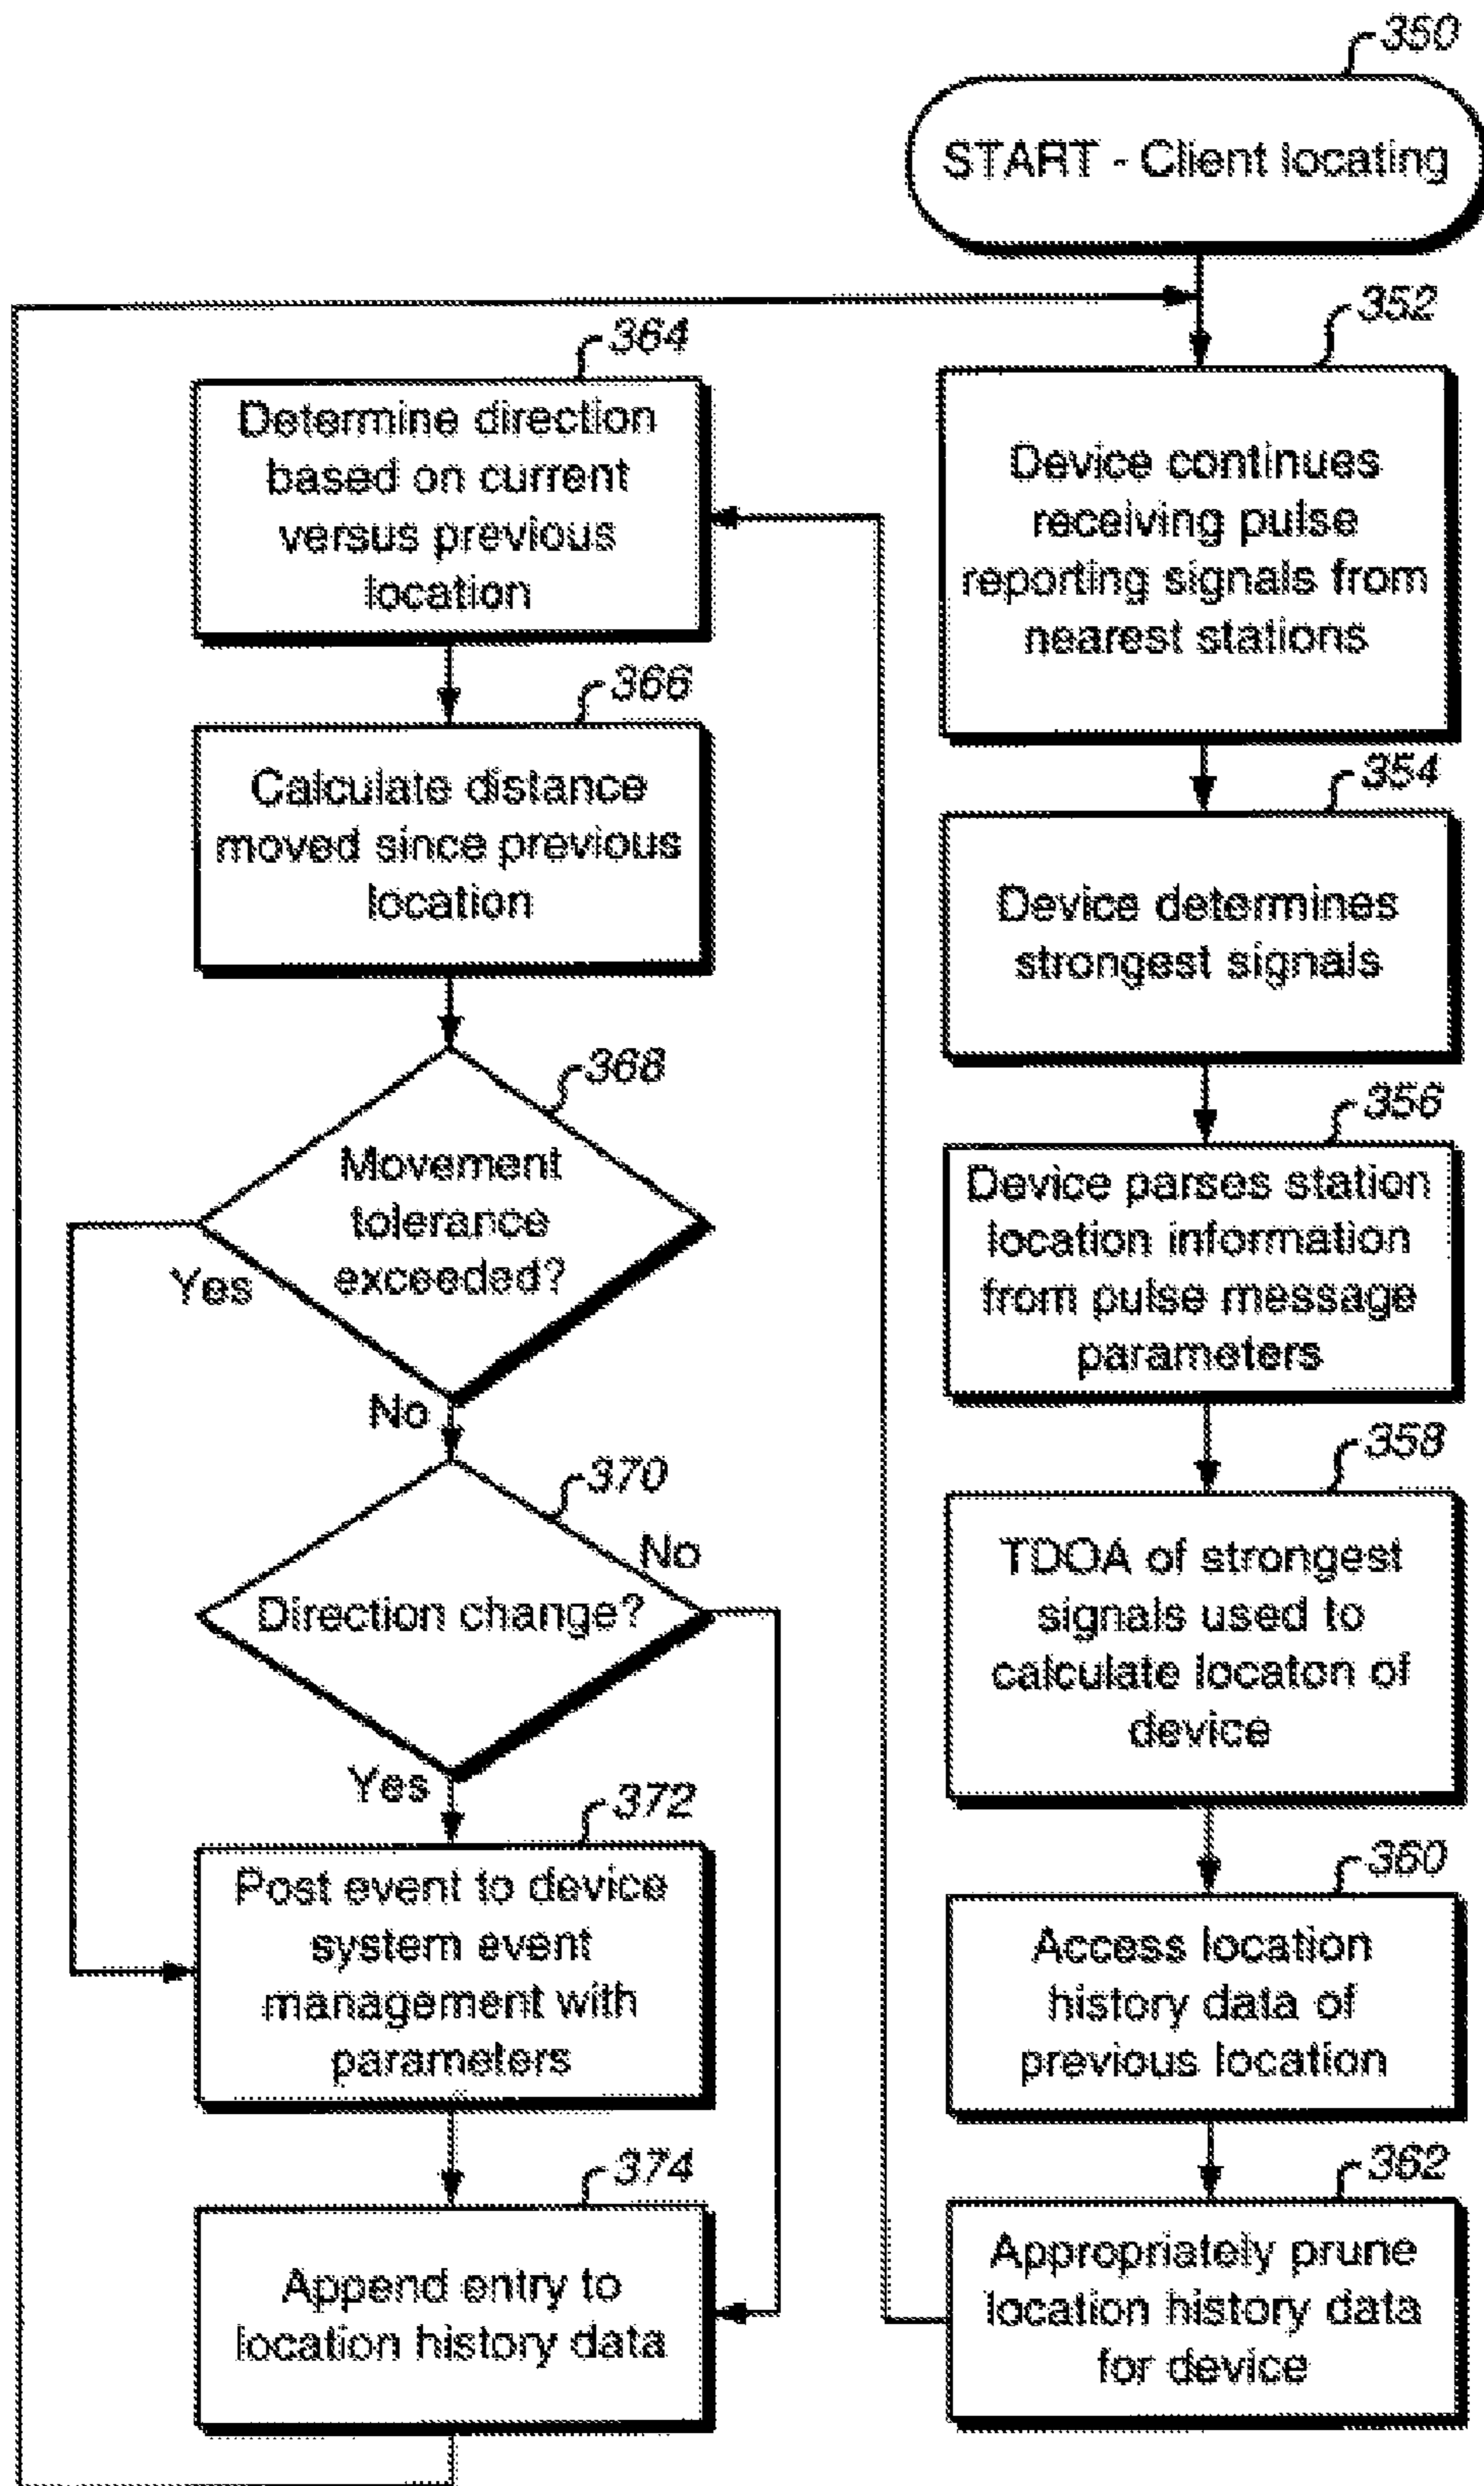 350
START - Client locating
352
Device continues
receiving pulse
reporting signals from
nearest stations
354
Device determines
strongest signals
356
Device parses station
location information
from pulse message
parameters
358
TDOA of strongest
signals used to
calculate locaton of
device
360
Access location
history data of
previous location
362
Appropriately prune
location history data
for device
364
Determine direction
based on current
versus previous
location
366
Calculate distance
moved since previous
location
368
Movement
tolerance
exceeded?
Yes
No
370
Direction change?
No
Yes
372
Post event to device
system event
management with
parameters
374
Append entry to
location history data